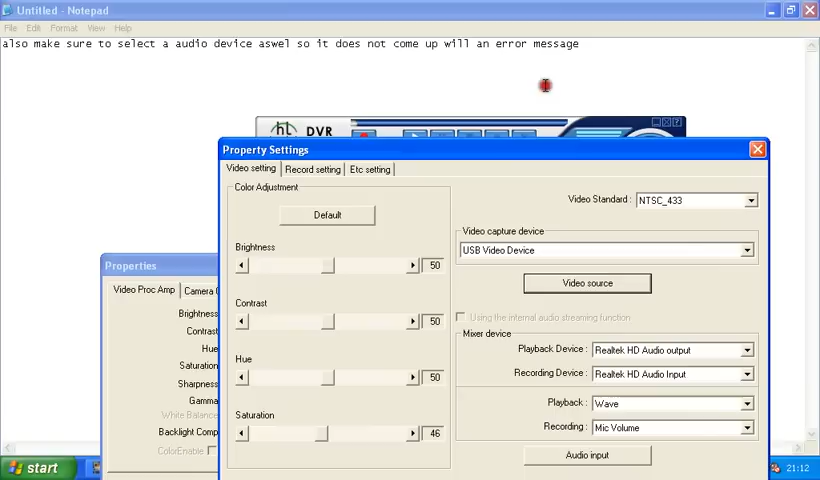 Untitled - Notepad
File Edit Format View Help
also make sure to select a audio device aswel so it does not come up will an error message
hL DVR
Property Settings
Video setting Record setting Etc setting
Color Adjustment
Default
Brightness
50
Contrast
50
Hue
50
Saturation
46
Video Standard : NTSC_433
Video capture device
USB Video Device
Video source
Using the internal audio streaming function
Mixer device
Playback Device : Realtek HD Audio output
Recording Device : Realtek HD Audio Input
Playback : Wave
Recording : Mic Volume
Audio input
Properties
Video Proc Amp
Brightness
Contrast
Hue
Saturation
Sharpness
Gamma
White Balance
Backlight Comp
ColorEnable
start
21:12